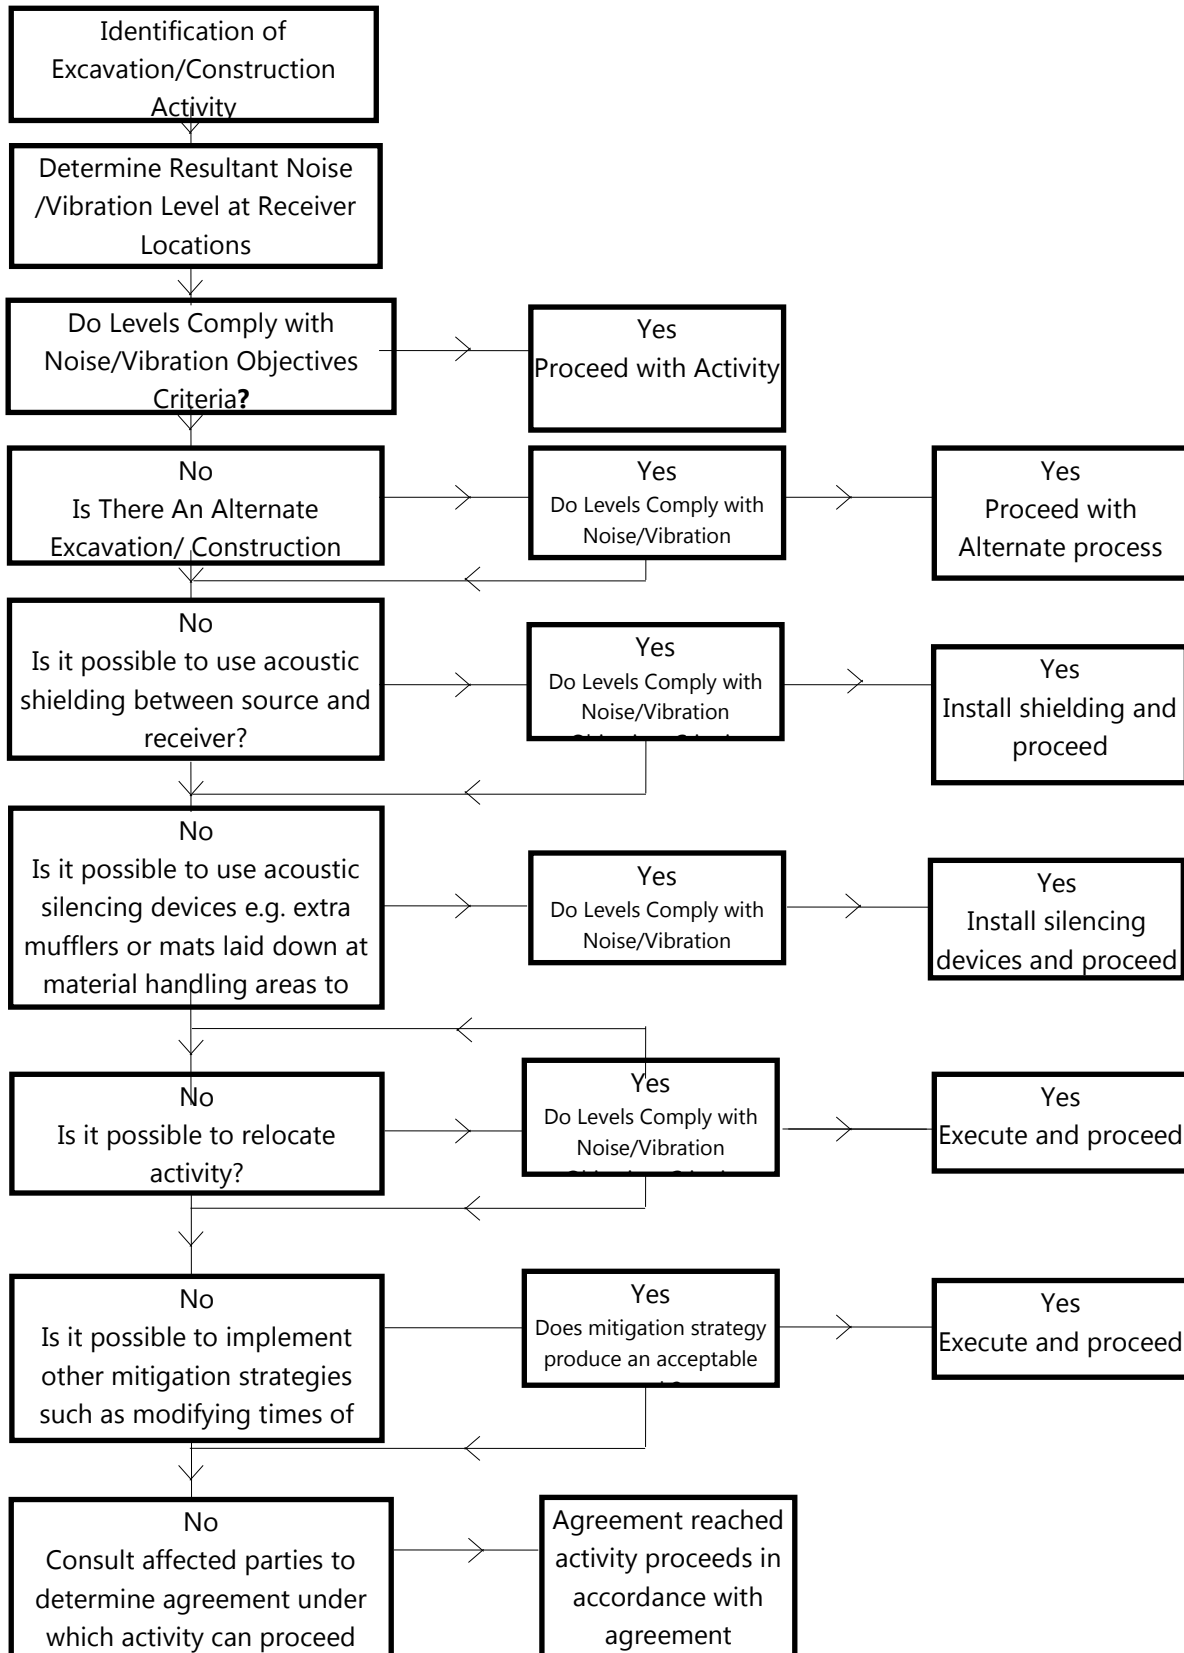 Identification of
Excavation/Construction
Activity
Determine Resultant Noise
/Vibration Level at Receiver
Locations
Do Levels Comply with
Noise/Vibration Objectives
Criteria?
Yes
Proceed with Activity
No
Is There An Alternate
Excavation/ Construction
Yes
Do Levels Comply with
Noise/Vibration
Yes
Proceed with
Alternate process
No
Is it possible to use acoustic
shielding between source and
receiver?
Yes
Do Levels Comply with
Noise/Vibration
Yes
Install shielding and
proceed
No
Is it possible to use acoustic
silencing devices e.g. extra
mufflers or mats laid down at
material handling areas to
Yes
Do Levels Comply with
Noise/Vibration
Yes
Install silencing
devices and proceed
No
Is it possible to relocate
activity?
Yes
Do Levels Comply with
Noise/Vibration
Yes
Execute and proceed
No
Is it possible to implement
other mitigation strategies
such as modifying times of
Yes
Does mitigation strategy
produce an acceptable
Yes
Execute and proceed
No
Consult affected parties to
determine agreement under
which activity can proceed
Agreement reached
activity proceeds in
accordance with
agreement